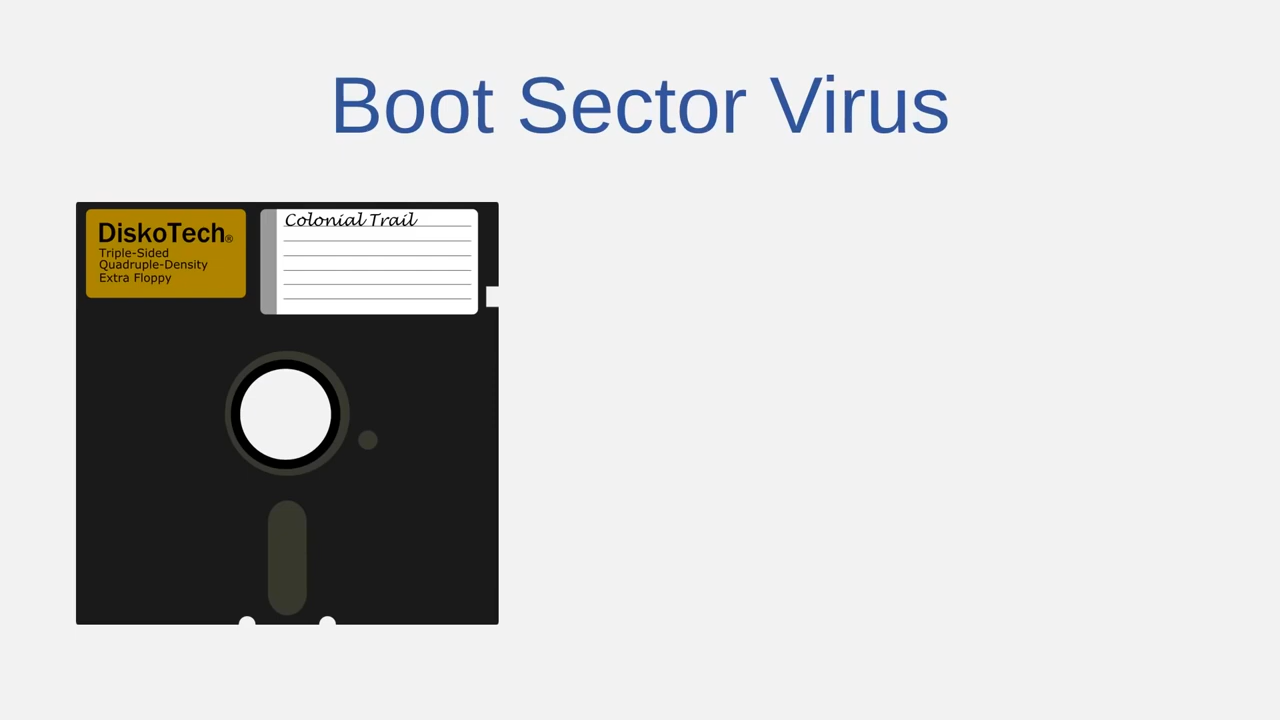 Boot Sector Virus
DiskoTech®
Triple-Sided
Quadruple-Density
Extra Floppy
Colonial Trail